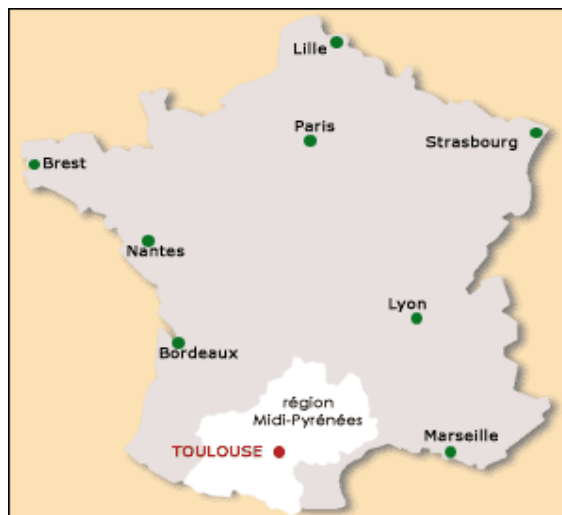 Lille
Paris
Strasbourg
Brest
Nantes
Lyon
Bordeaux
région
Midi-Pyrénées
TOULOUSE
Marseille